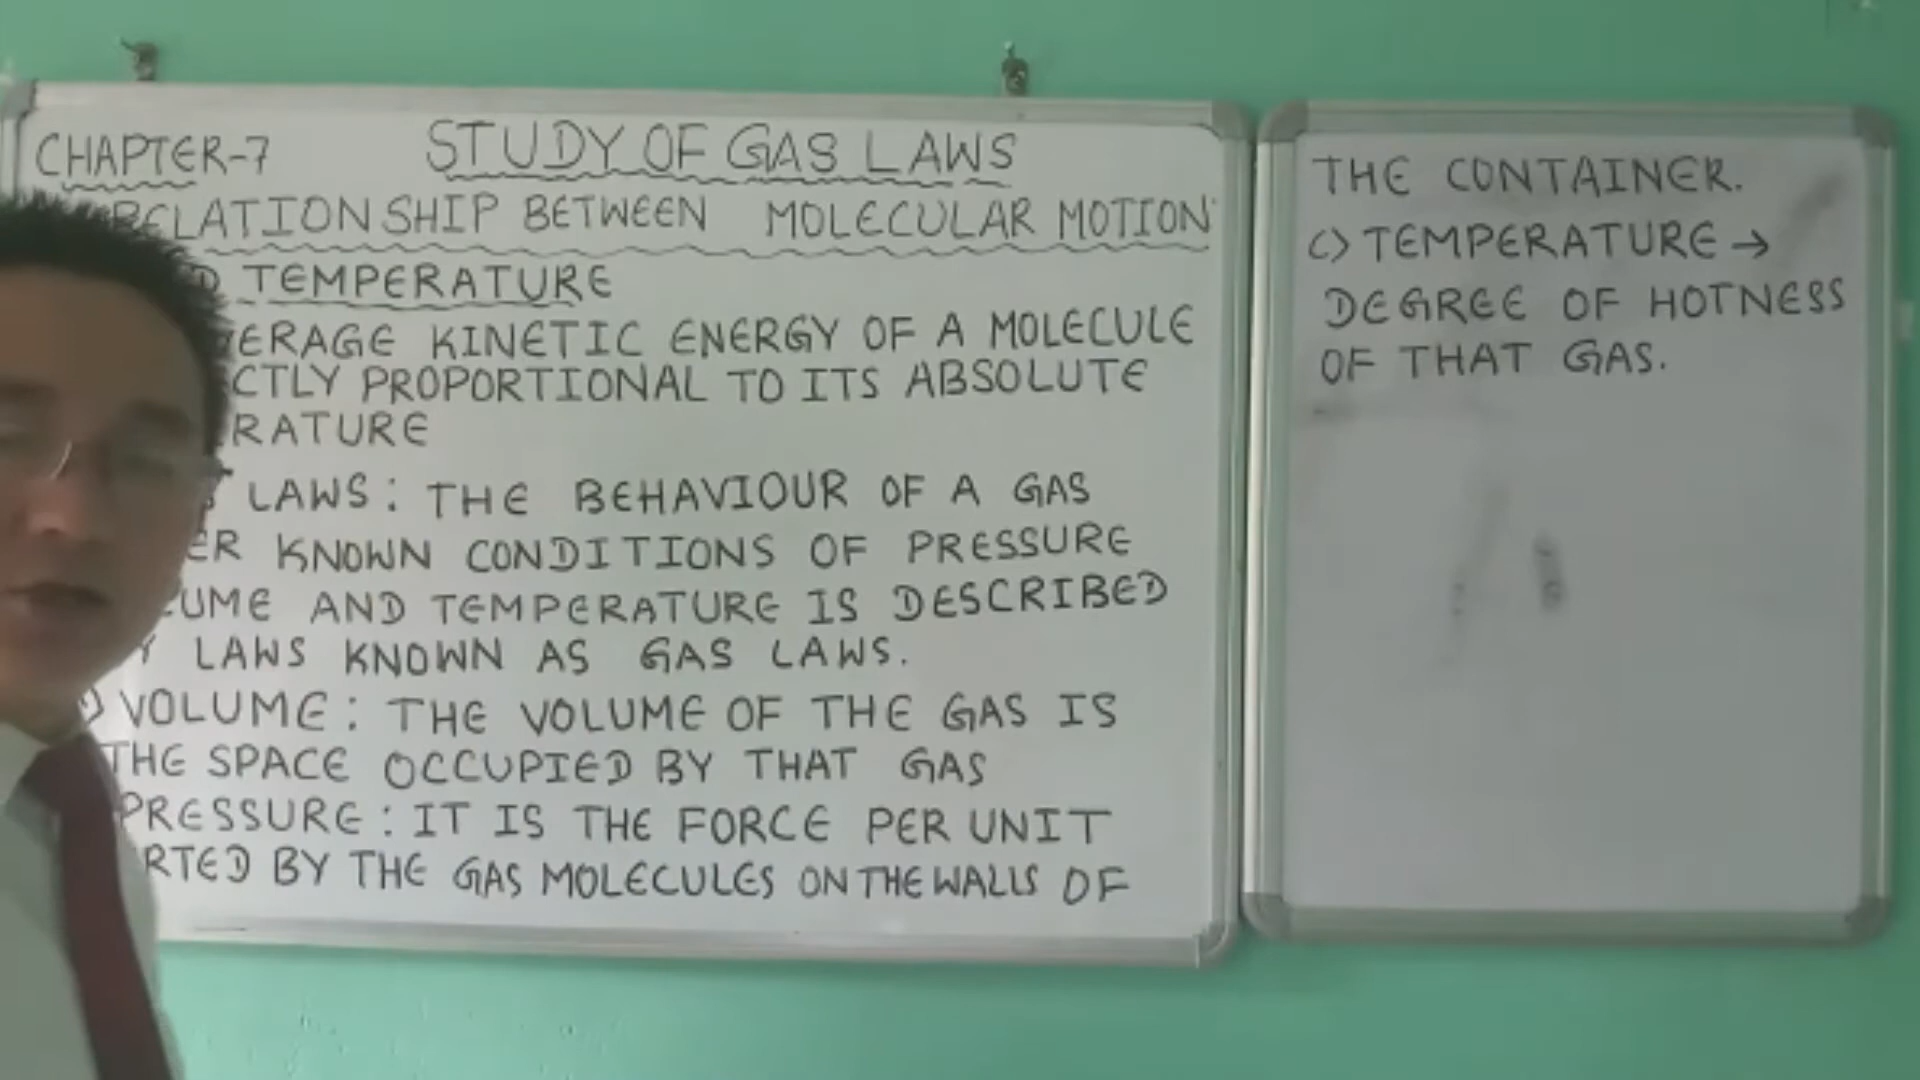 CHAPTER-7 STUDY OF GAS LAWS
RELATIONSHIP BETWEEN MOLECULAR MOTION
TEMPERATURE
ERAGE KINETIC ENERGY OF A MOLECULE
CTLY PROPORTIONAL TO ITS ABSOLUTE
RATURE
LAWS : THE BEHAVIOUR OF A GAS
ER KNOWN CONDITIONS OF PRESSURE
UME AND TEMPERATURE IS DESCRIBED
Y LAWS KNOWN AS GAS LAWS.
VOLUME : THE VOLUME OF THE GAS IS
THE SPACE OCCUPIED BY THAT GAS
PRESSURE : IT IS THE FORCE PER UNIT
RTED BY THE GAS MOLECULES ON THE WALLS OF
THE CONTAINER.
C) TEMPERATURE →
DEGREE OF HOTNESS
OF THAT GAS.